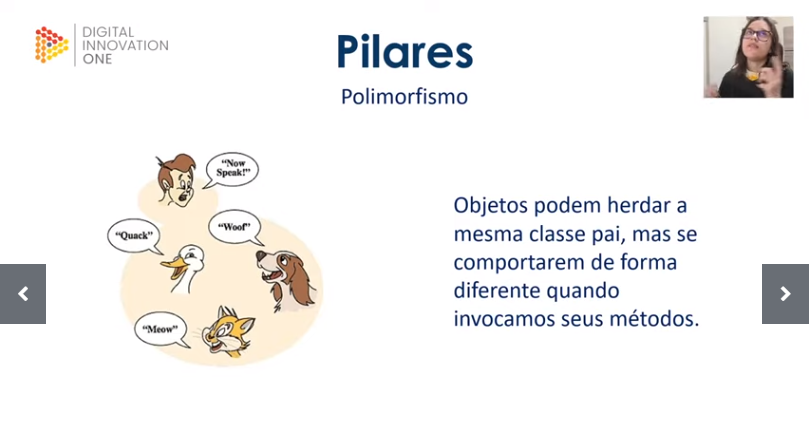 DIGITAL
INNOVATION
ONE
Pilares
Polimorfismo
“Now
Speak!”
“Quack”
“Woof”
“Meow”
Objetos podem herdar a
mesma classe pai, mas se
comportarem de forma
diferente quando
invocamos seus métodos.